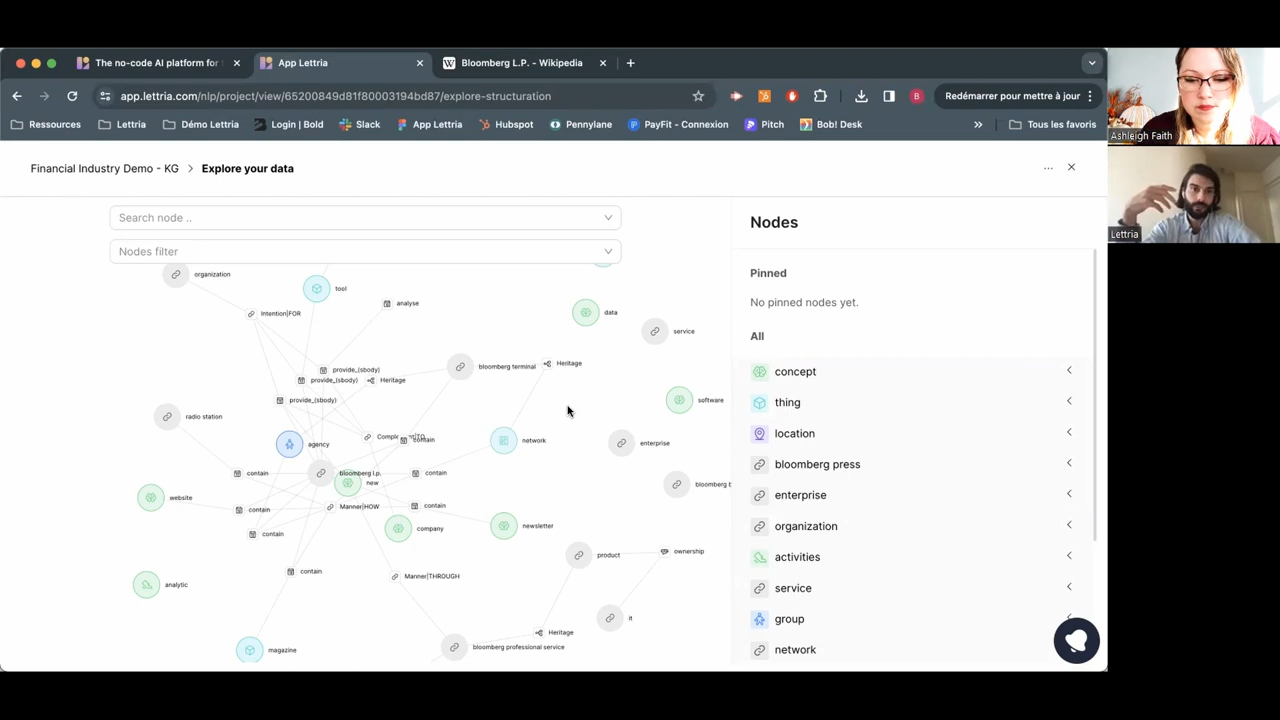 The no-code AI platform for
App Lettria
Bloomberg L.P. - Wikipedia
app.lettria.com/nlp/project/view/65200849d81f80003194bd87/explore-structuration
B
Redémarrer pour mettre à jour
Ressources
Lettria
Démo Lettria
Login | Bold
Slack
App Lettria
Hubspot
Pennylane
PayFit - Connexion
Pitch
Bob! Desk
Tous les favoris
Ashleigh Faith
Lettria
Financial Industry Demo - KG
Explore your data
Search node ..
Nodes filter
organization
tool
analyse
Intention|FOR
data
service
provide_(sbody)
provide_(sbody)
Heritage
bloomberg terminal
Heritage
provide_(sbody)
software
radio station
agency
contain
network
enterprise
contain
bloomberg l.p.
contain
new
bloomberg b
website
contain
Manner|HOW
contain
contain
company
newsletter
product
ownership
contain
Manner|THROUGH
analytic
it
Heritage
magazine
bloomberg professional service
Nodes
Pinned
No pinned nodes yet.
All
concept
thing
location
bloomberg press
enterprise
organization
activities
service
group
network